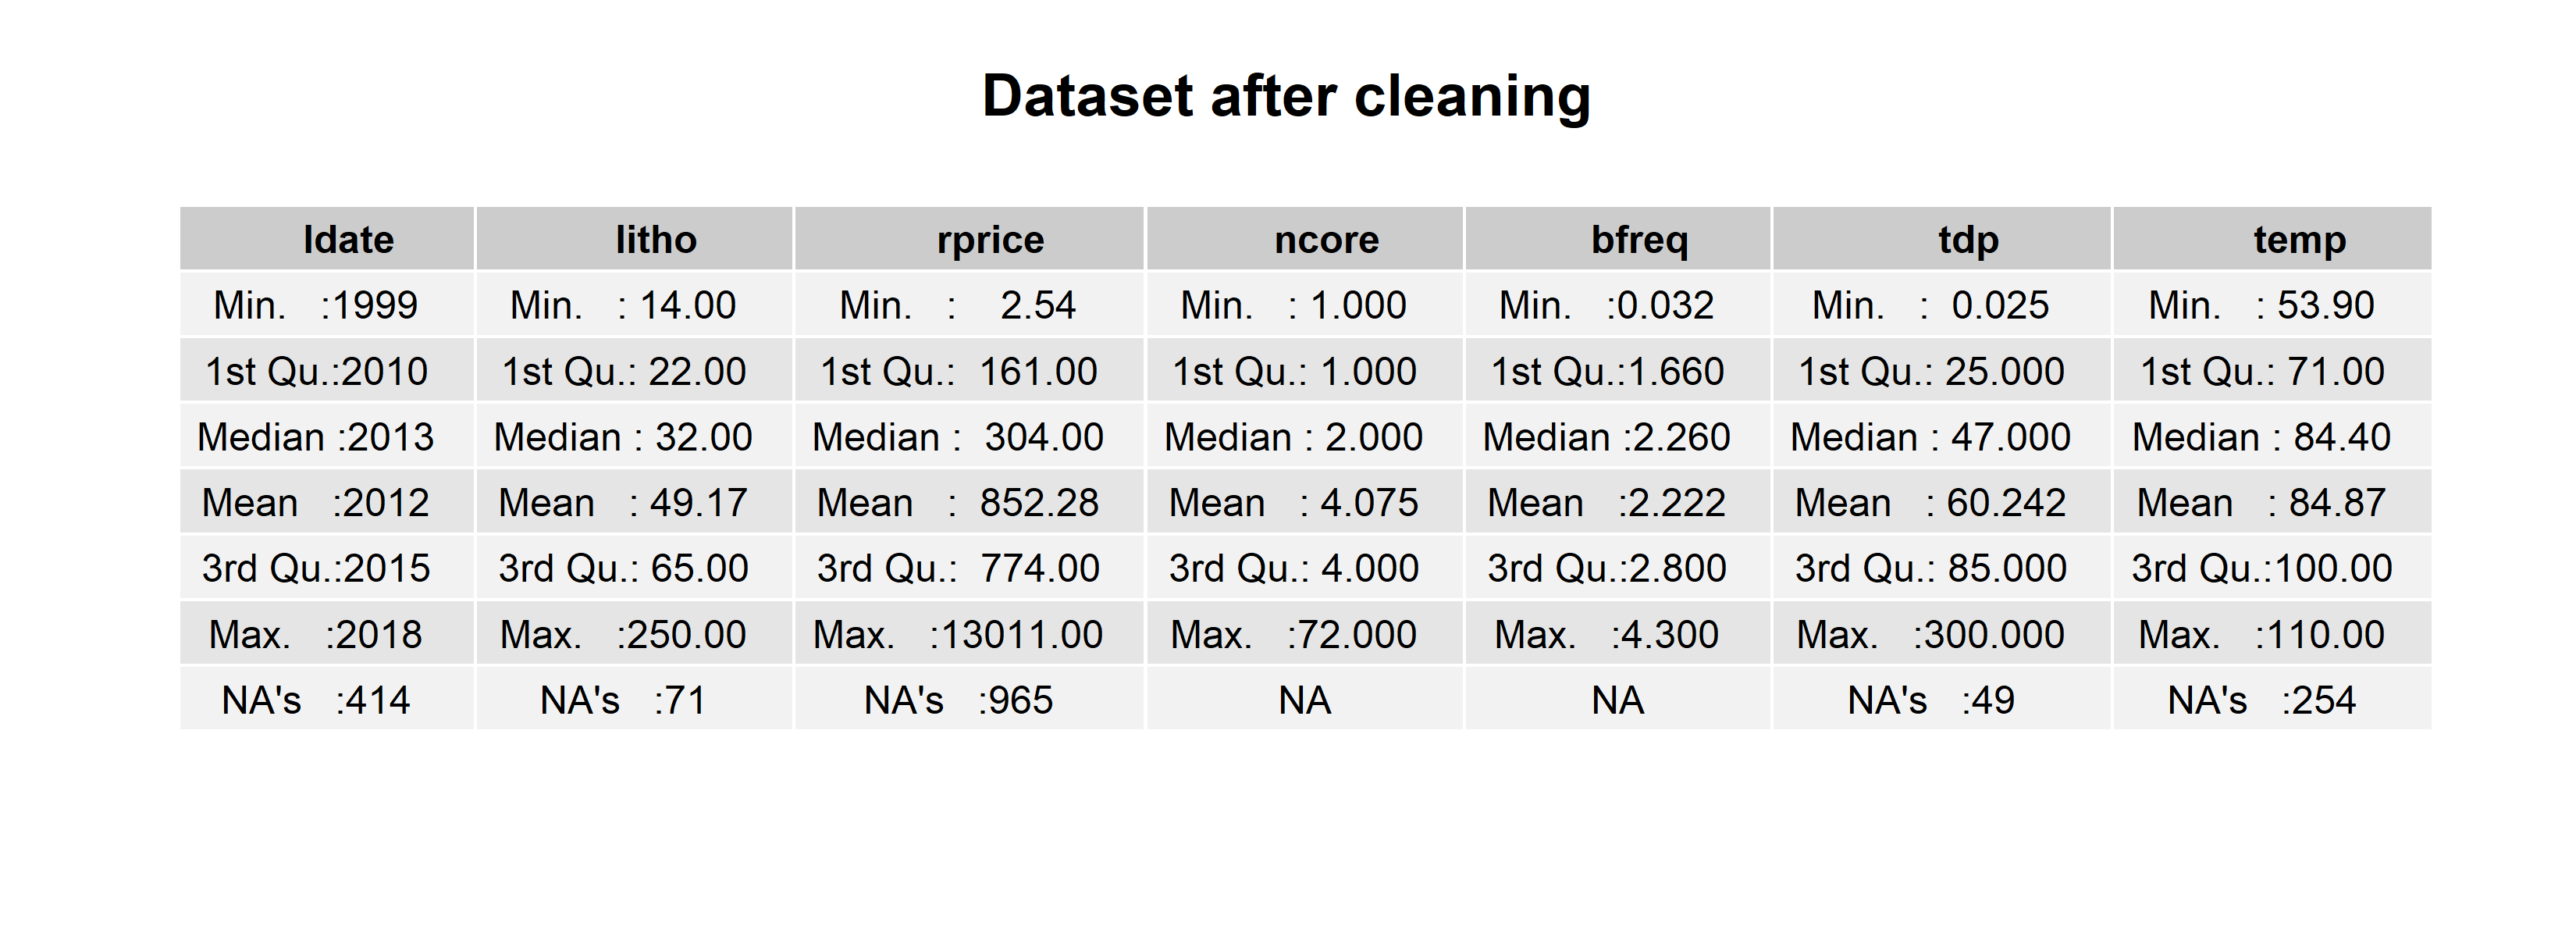 Dataset after cleaning
ldate litho rprice ncore bfreq tdp temp
Min. :1999 Min. : 14.00 Min. : 2.54 Min. : 1.000 Min. :0.032 Min. : 0.025 Min. : 53.90
1st Qu.:2010 1st Qu.: 22.00 1st Qu.: 161.00 1st Qu.: 1.000 1st Qu.:1.660 1st Qu.: 25.000 1st Qu.: 71.00
Median :2013 Median : 32.00 Median : 304.00 Median : 2.000 Median :2.260 Median : 47.000 Median : 84.40
Mean :2012 Mean : 49.17 Mean : 852.28 Mean : 4.075 Mean :2.222 Mean : 60.242 Mean : 84.87
3rd Qu.:2015 3rd Qu.: 65.00 3rd Qu.: 774.00 3rd Qu.: 4.000 3rd Qu.:2.800 3rd Qu.: 85.000 3rd Qu.:100.00
Max. :2018 Max. :250.00 Max. :13011.00 Max. :72.000 Max. :4.300 Max. :300.000 Max. :110.00
NA's :414 NA's :71 NA's :965 NA NA NA's :49 NA's :254